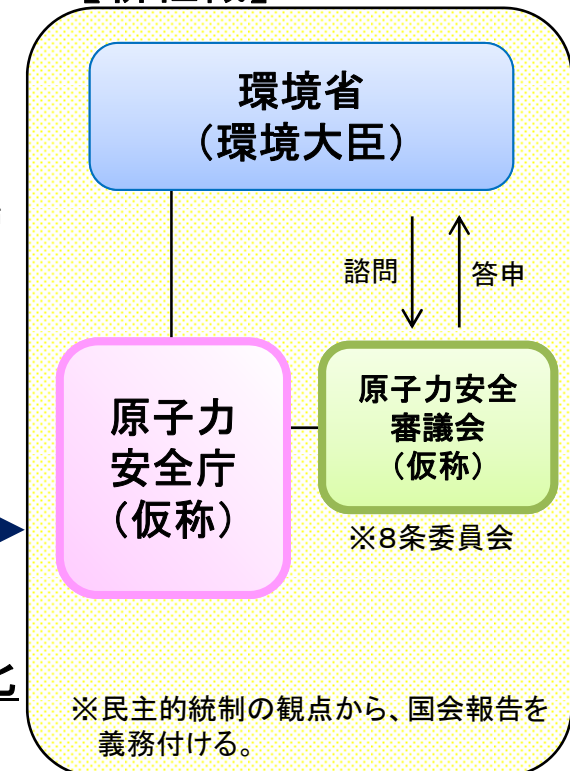 環境省
（環境大臣）
諮問
答申
原子力
安全庁
（仮称）
原子力安全
審議会
（仮称）
※8条委員会
化
※民主的統制の観点から、国会報告を
義務付ける。